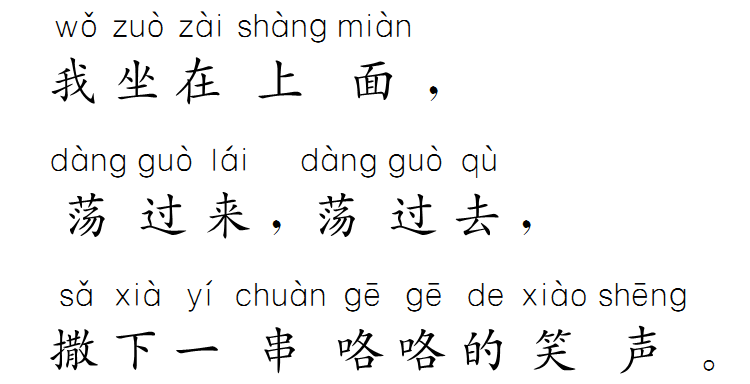 wǒ zuò zài shàng miàn
我坐在上面，
dàng guò lái dàng guò qù
荡过来，荡过去，
sǎ xià yí chuàn gē gē de xiào shēng
撒下一串咯咯的笑声。